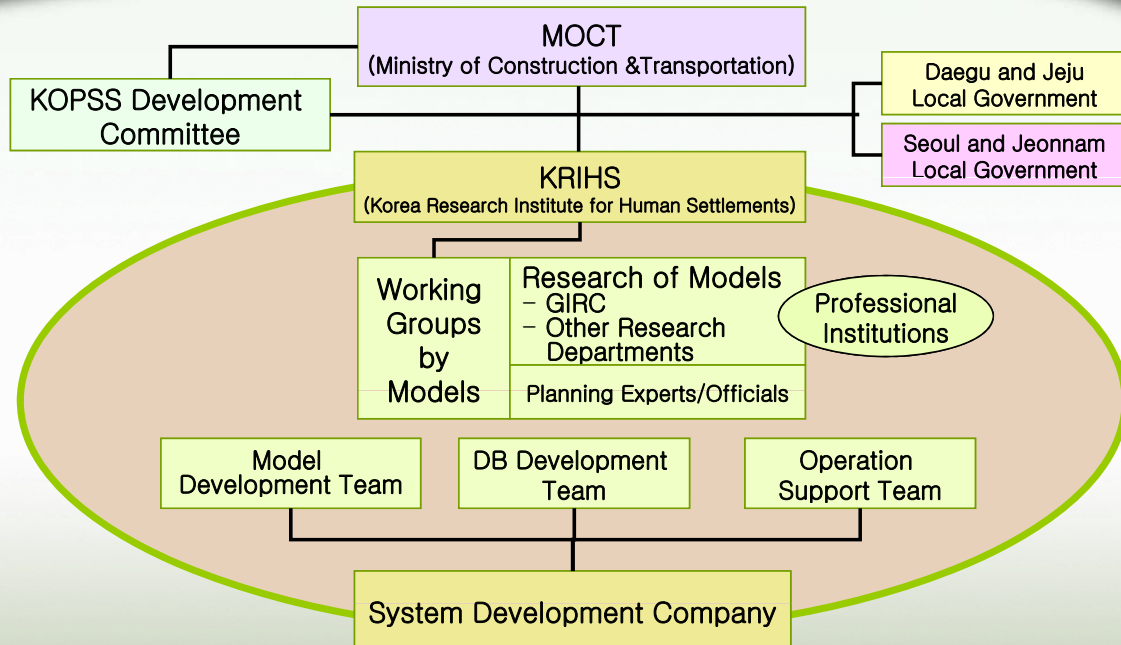 MOCT
(Ministry of Construction &Transportation)
KOPSS Development
Committee
Daegu and Jeju
Local Government
Seoul and Jeonnam
Local Government
KRIHS
(Korea Research Institute for Human Settlements)
Working
Groups
by
Models
Research of Models
- GIRC
- Other Research
Departments
Planning Experts/Officials
Professional
Institutions
Model
Development Team
DB Development
Team
Operation
Support Team
System Development Company